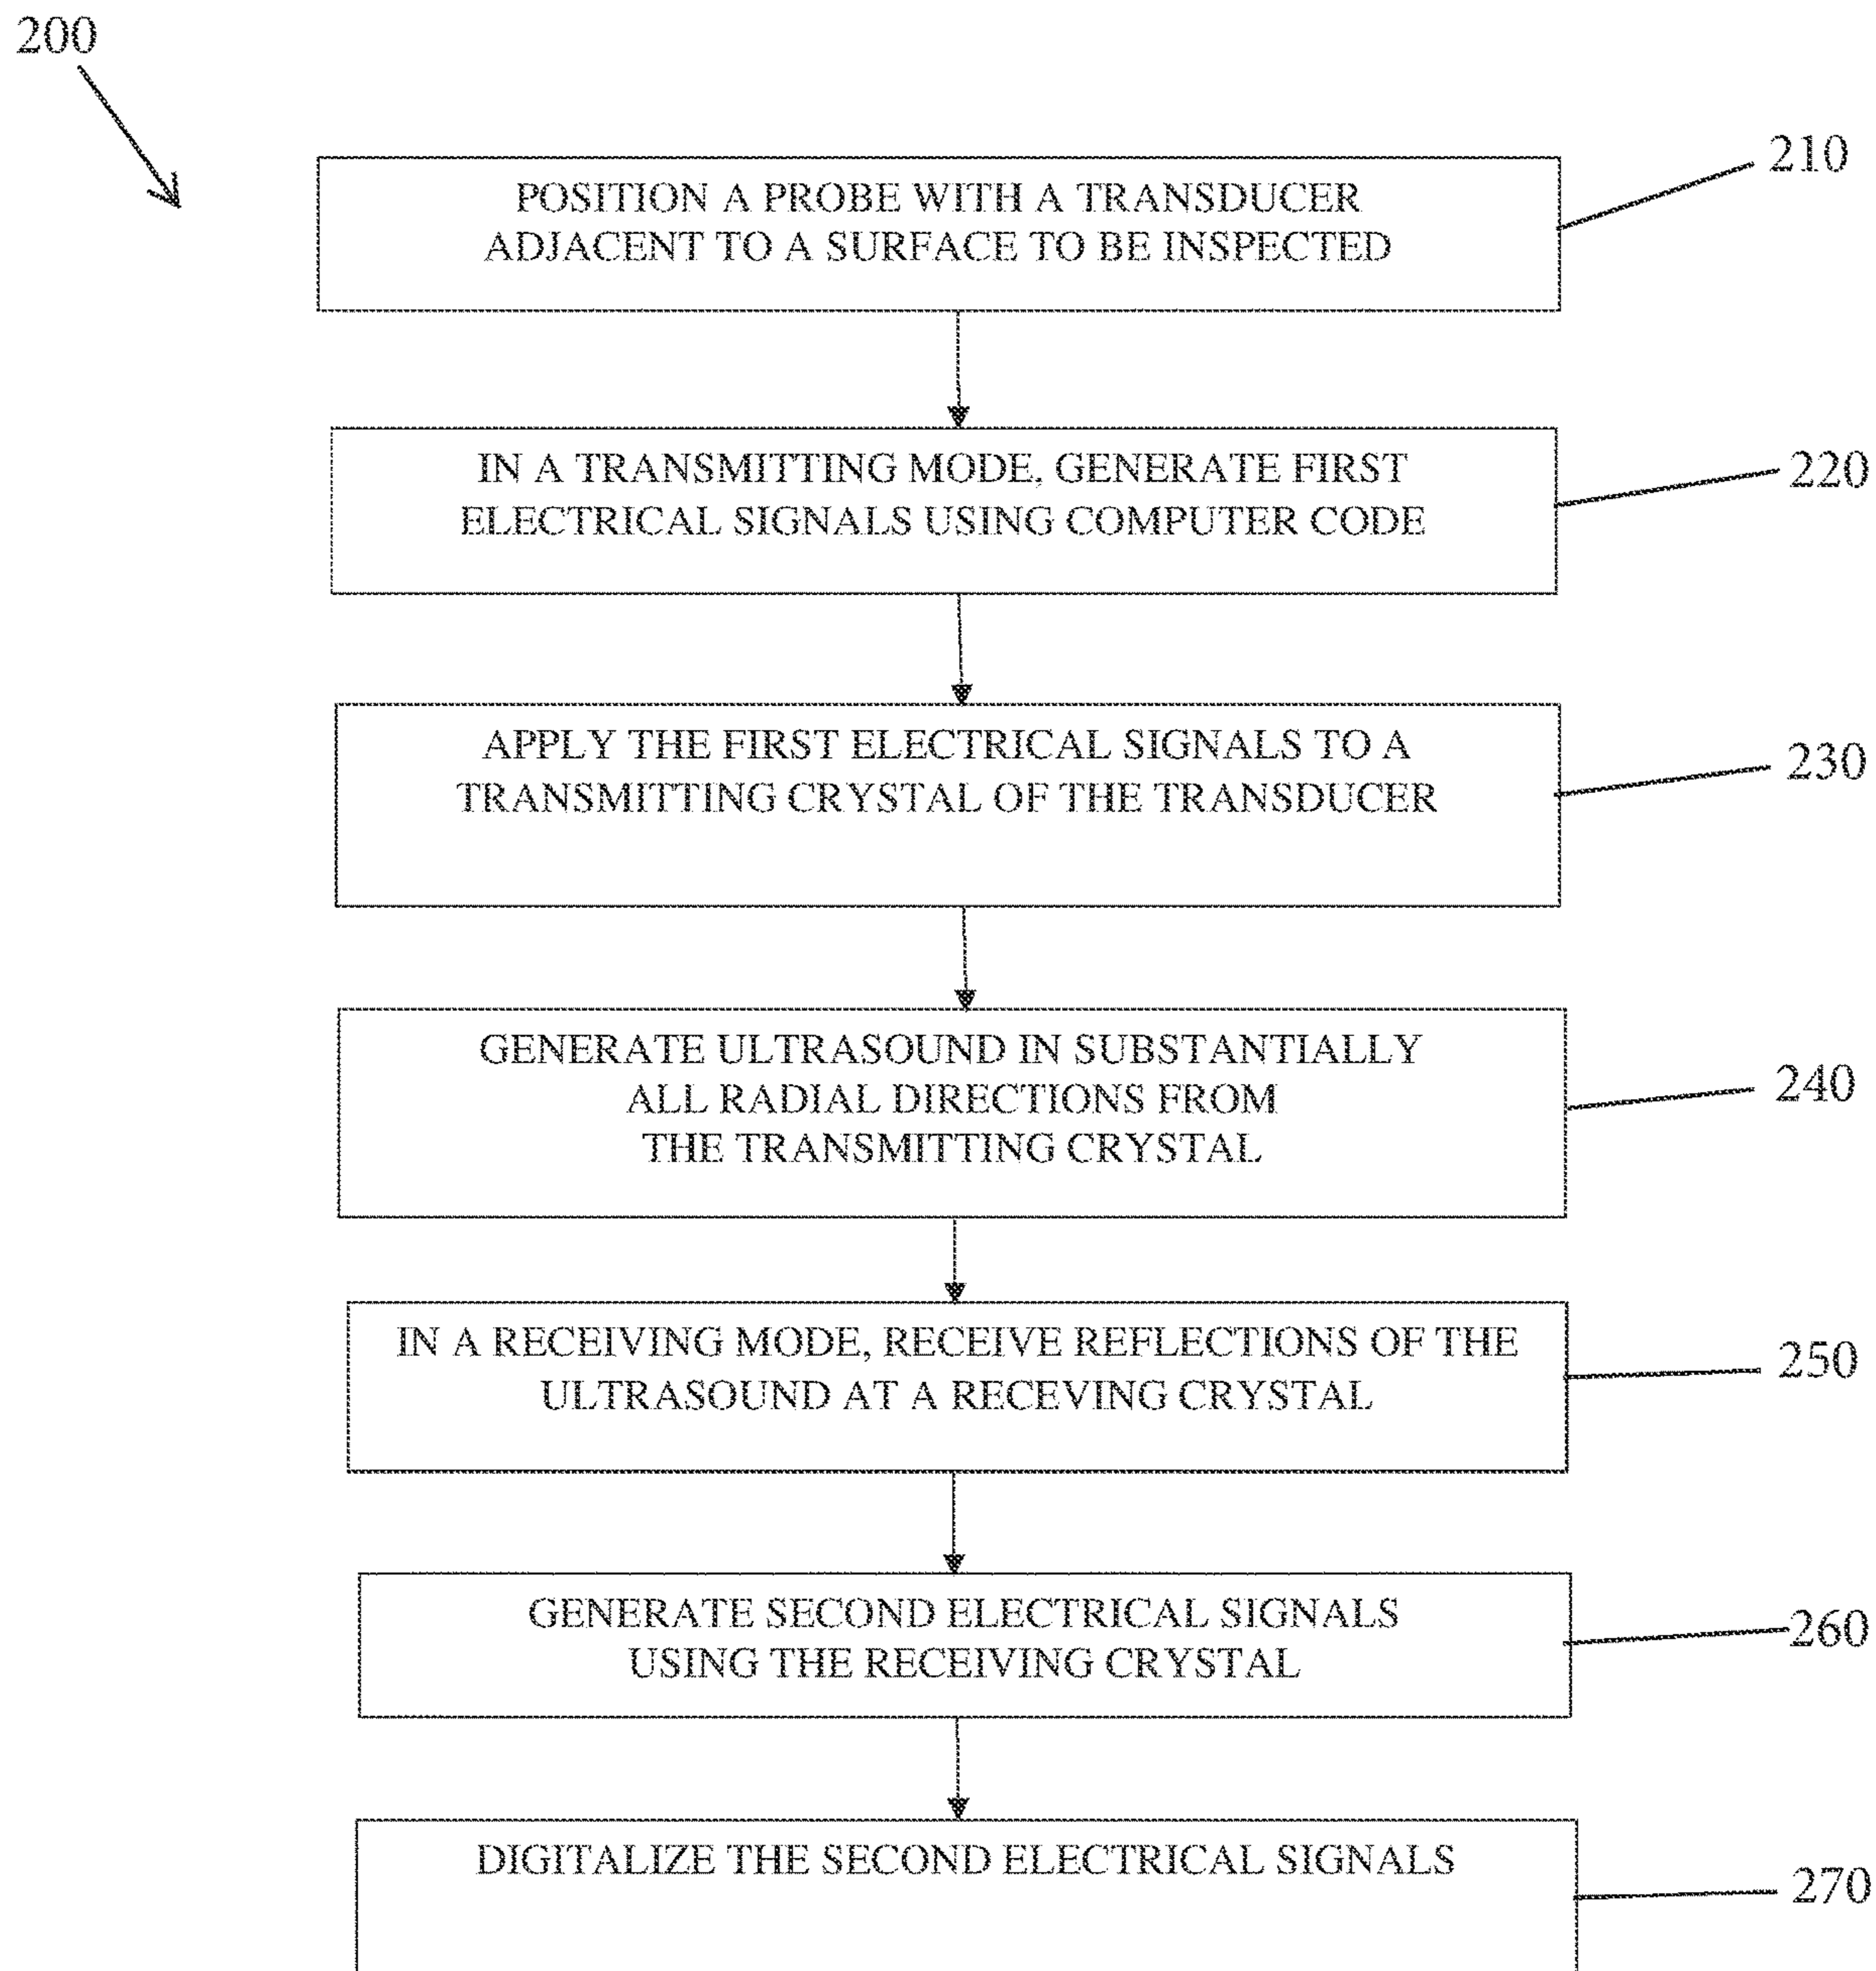 200
210
POSITION A PROBE WITH A TRANSDUCER
ADJACENT TO A SURFACE TO BE INSPECTED
220
IN A TRANSMITTING MODE, GENERATE FIRST
ELECTRICAL SIGNALS USING COMPUTER CODE
230
APPLY THE FIRST ELECTRICAL SIGNALS TO A
TRANSMITTING CRYSTAL OF THE TRANSDUCER
240
GENERATE ULTRASOUND IN SUBSTANTIALLY
ALL RADIAL DIRECTIONS FROM
THE TRANSMITTING CRYSTAL
250
IN A RECEIVING MODE, RECEIVE REFLECTIONS OF THE
ULTRASOUND AT A RECEVING CRYSTAL
260
GENERATE SECOND ELECTRICAL SIGNALS
USING THE RECEIVING CRYSTAL
270
DIGITALIZE THE SECOND ELECTRICAL SIGNALS